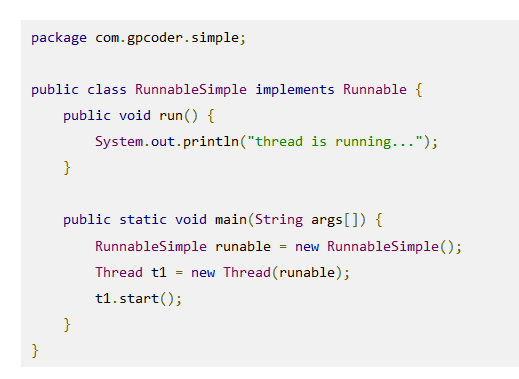 package com.gpcoder.simple;
public class RunnableSimple implements Runnable {
public void run() {
System.out.println("thread is running...");
}
public static void main(String args[]) {
RunnableSimple runable = new RunnableSimple();
Thread t1 = new Thread(runable);
t1.start();
}
}